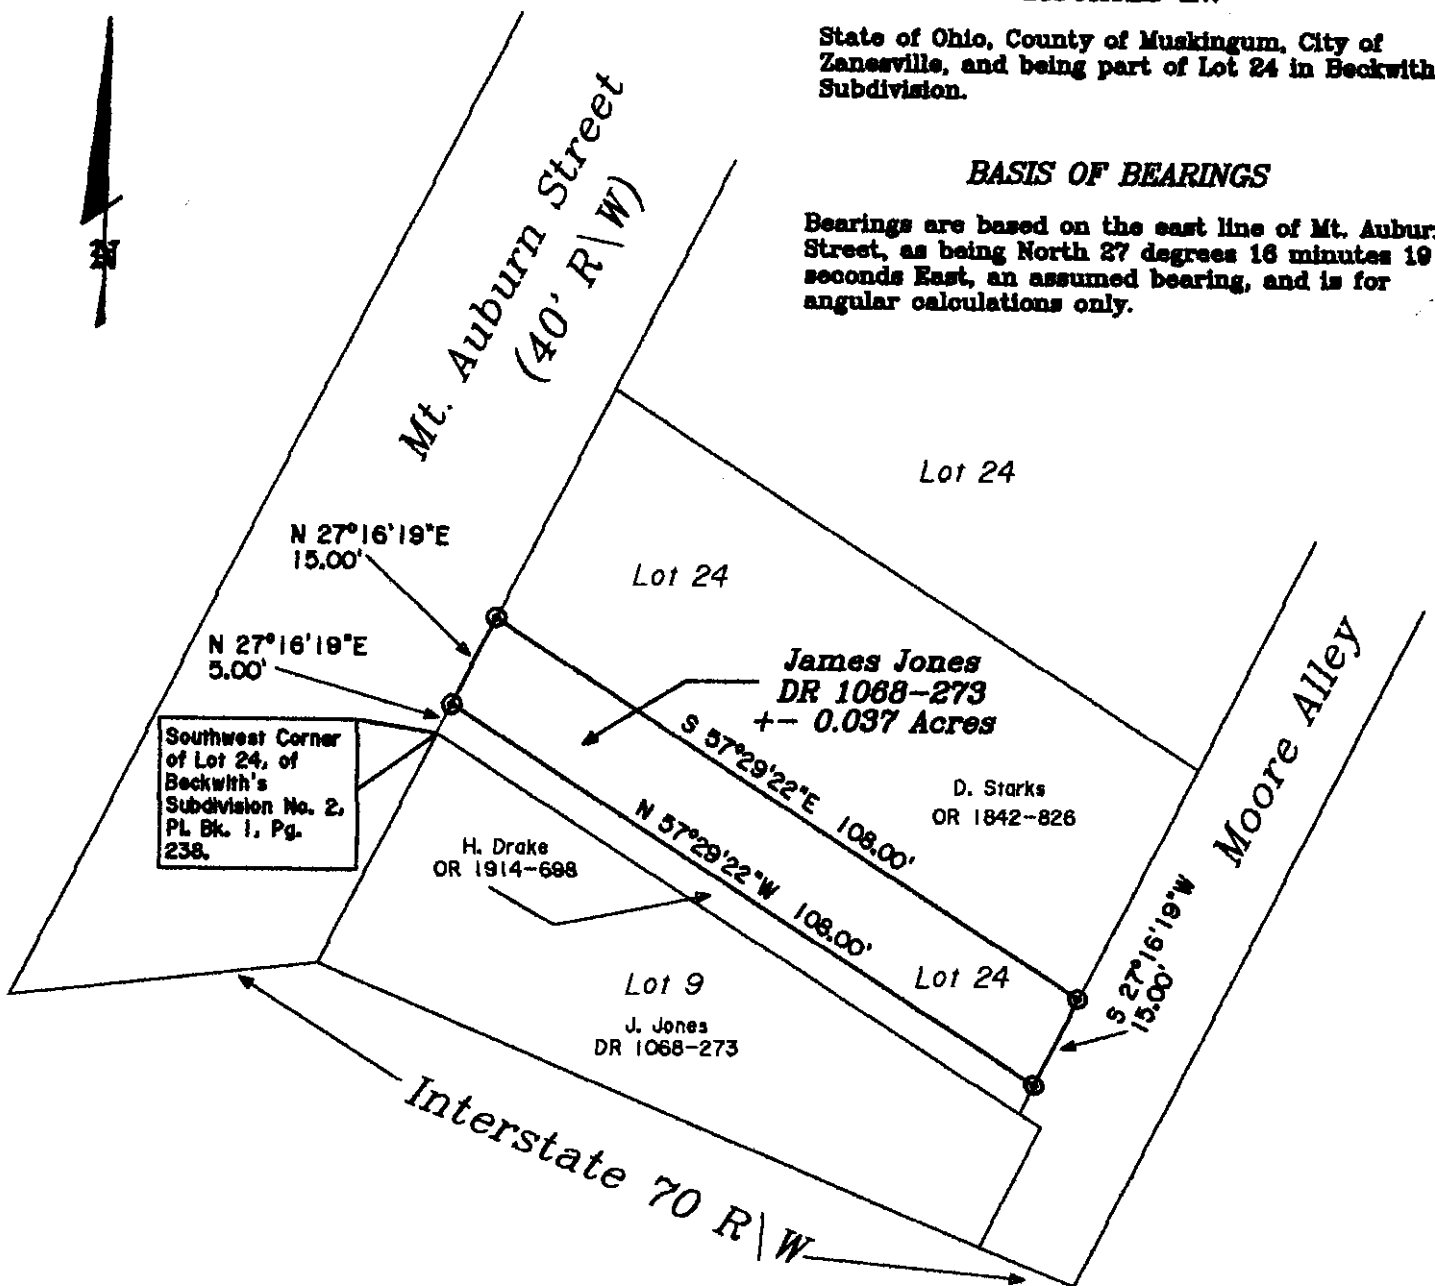 State of Ohio, County of Muskingum, City of
Zanesville, and being part of Lot 24 in Beckwith
Subdivision.
BASIS OF BEARINGS
Bearings are based on the east line of Mt. Aubur
Street, as being North 27 degrees 16 minutes 19
seconds East, an assumed bearing, and is for
angular calculations only.
Mt. Auburn Street
(40' R\W)
Lot 24
Lot 24
N 27°16'19"E
15.00'
N 27°16'19"E
5.00'
James Jones
DR 1068-273
+- 0.037 Acres
S 57°29'22"E 108.00'
D. Starks
OR 1842-826
Moore Alley
Southwest Corner
of Lot 24, of
Beckwith's
Subdivision No. 2,
Pl. Bk. 1, Pg.
238.
H. Drake
OR 1914-698
N 57°29'22"W 108.00'
Lot 24
S 27°16'19"W
15.00'
Lot 9
J. Jones
DR 1068-273
Interstate 70 R\W